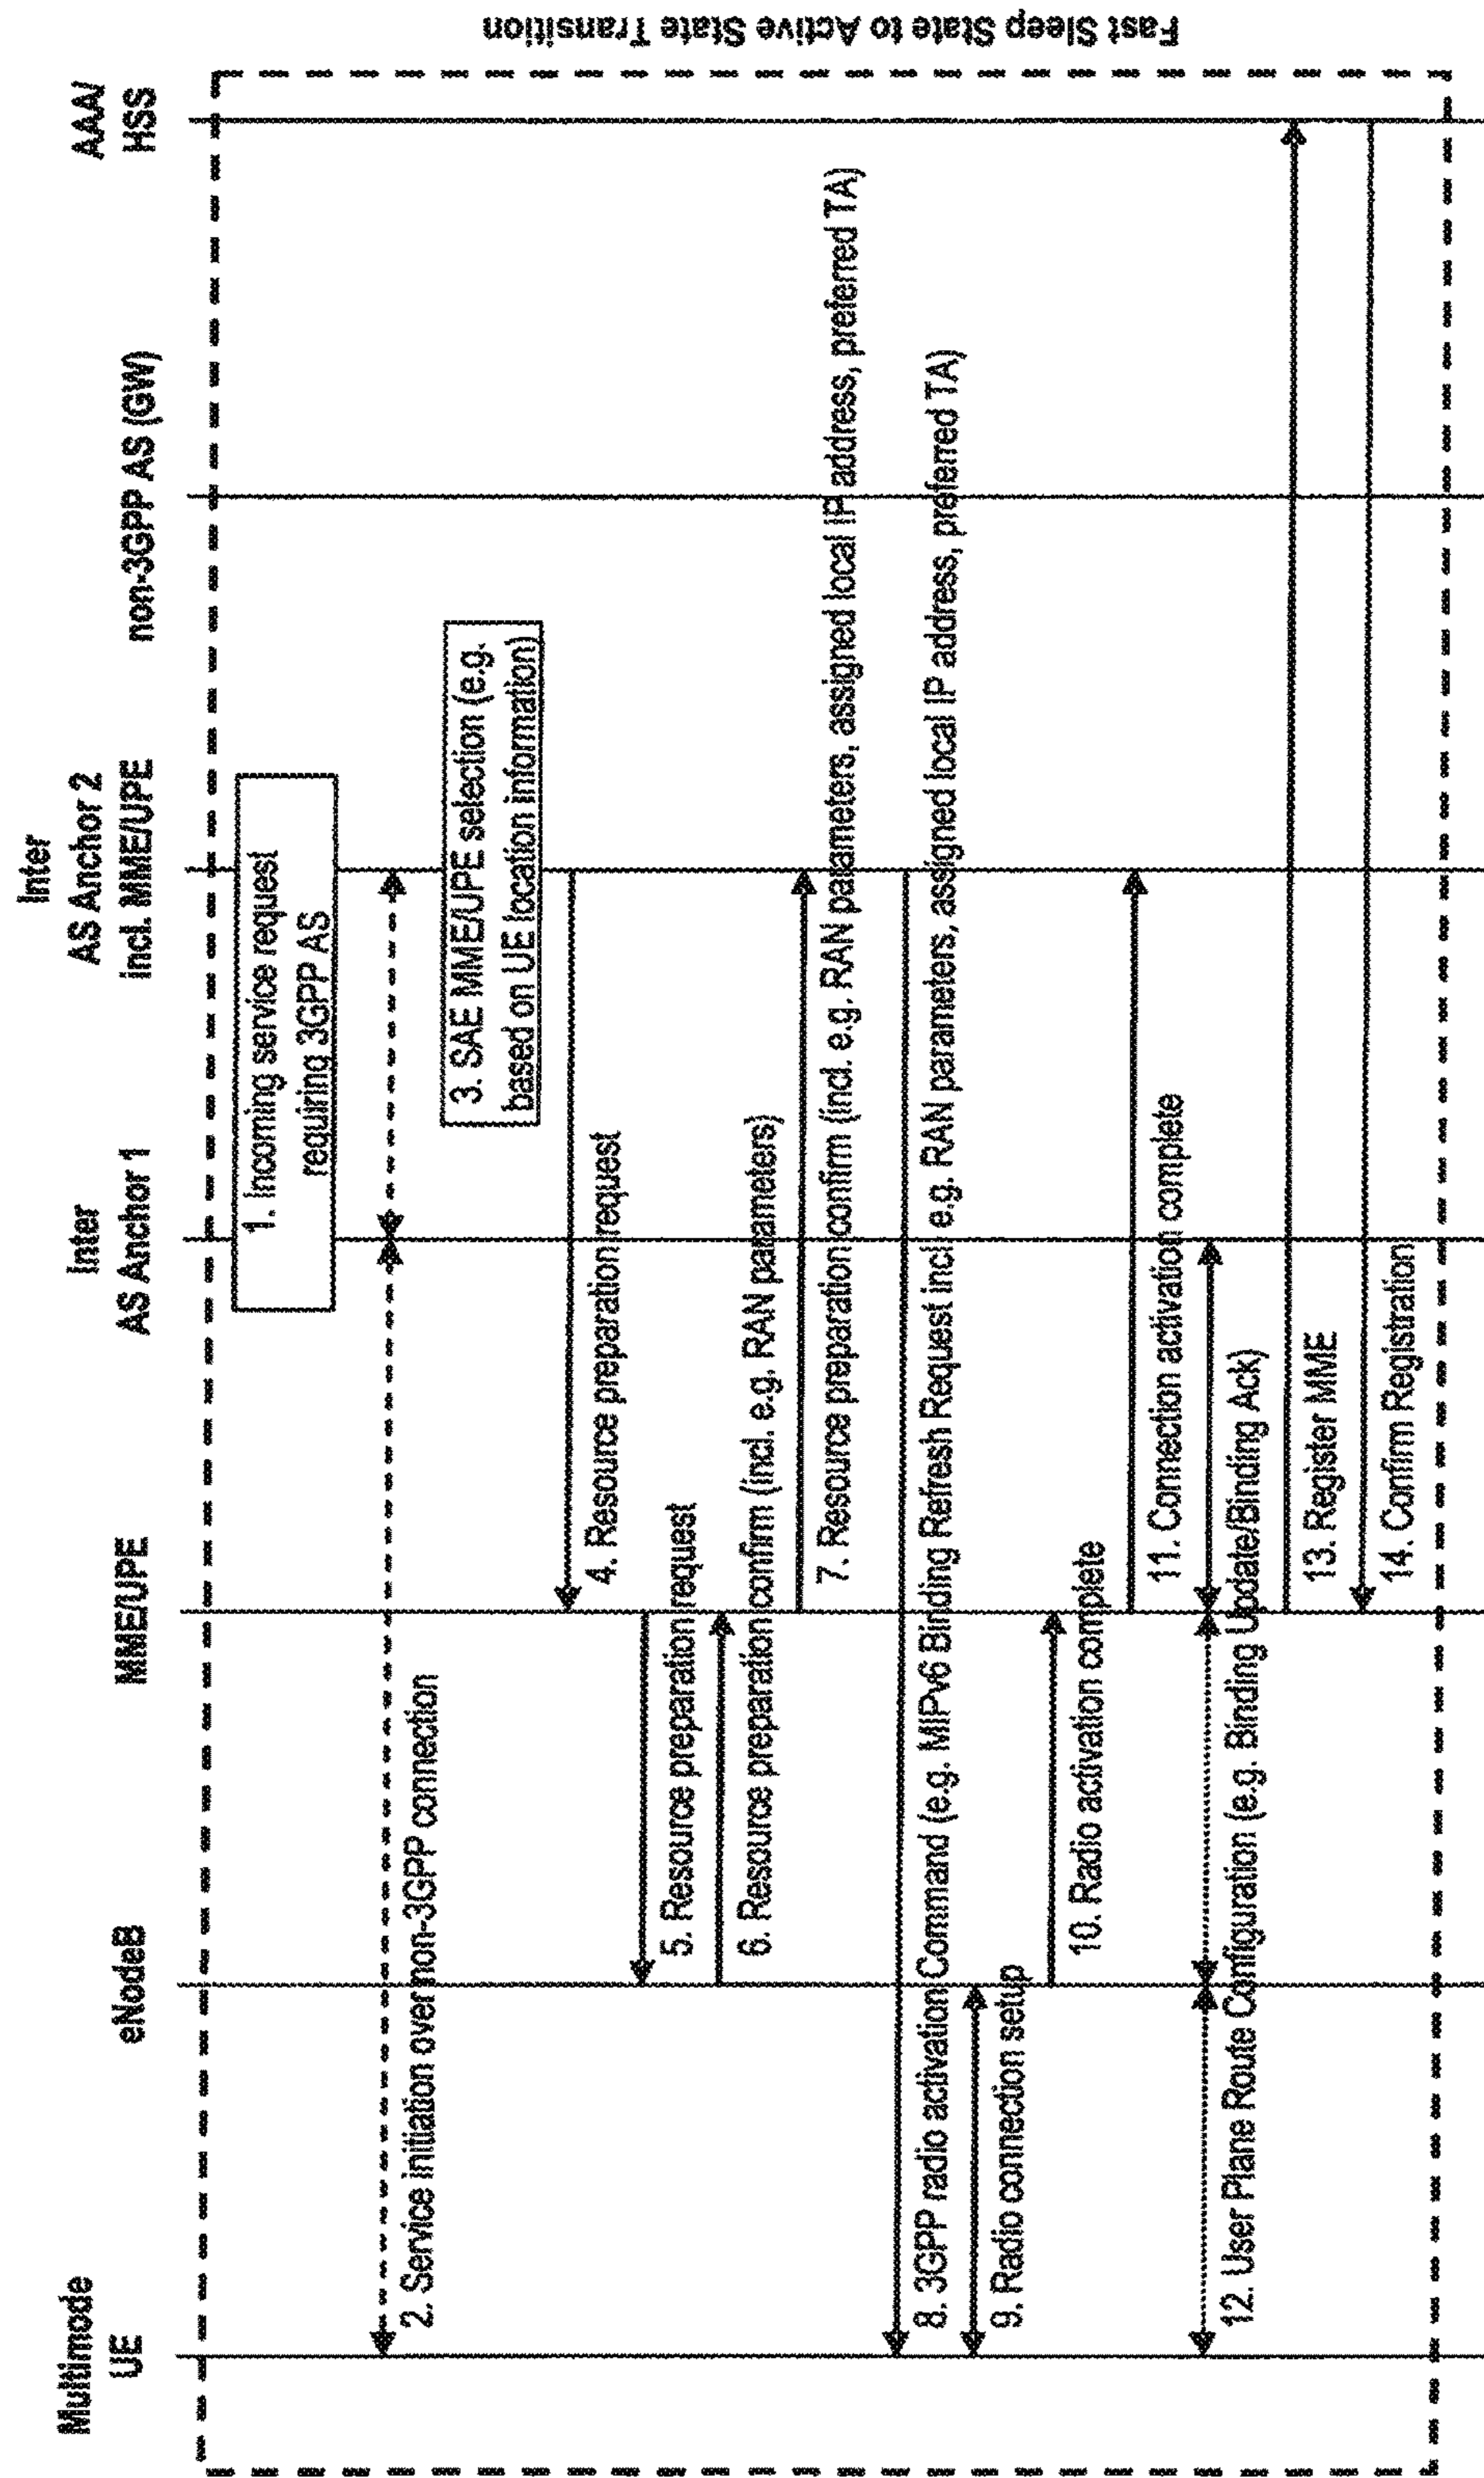 Multimode
UE
eNodeB
MME/UPE
Inter
AS Anchor 1
Inter
AS Anchor 2
incl. MME/UPE
non-3GPP AS (GW)
AAA/
HSS
1. Incoming service request
requiring 3GPP AS
2. Service initiation over non-3GPP connection
3. SAE MME/UPE selection (e.g.
based on UE location information)
4. Resource preparation request
5. Resource preparation request
6. Resource preparation confirm (incl. e.g. RAN parameters)
7. Resource preparation confirm (incl. e.g. RAN parameters, assigned local IP address, preferred TA)
8. 3GPP radio activation Command (e.g. MIPv6 Binding Refresh Request incl. e.g. RAN parameters, assigned local IP address, preferred TA)
9. Radio connection setup
10. Radio activation complete
11. Connection activation complete
12. User Plane Route Configuration (e.g. Binding Update/Binding Ack)
13. Register MME
14. Confirm Registration
Fast Sleep State to Active State Transition